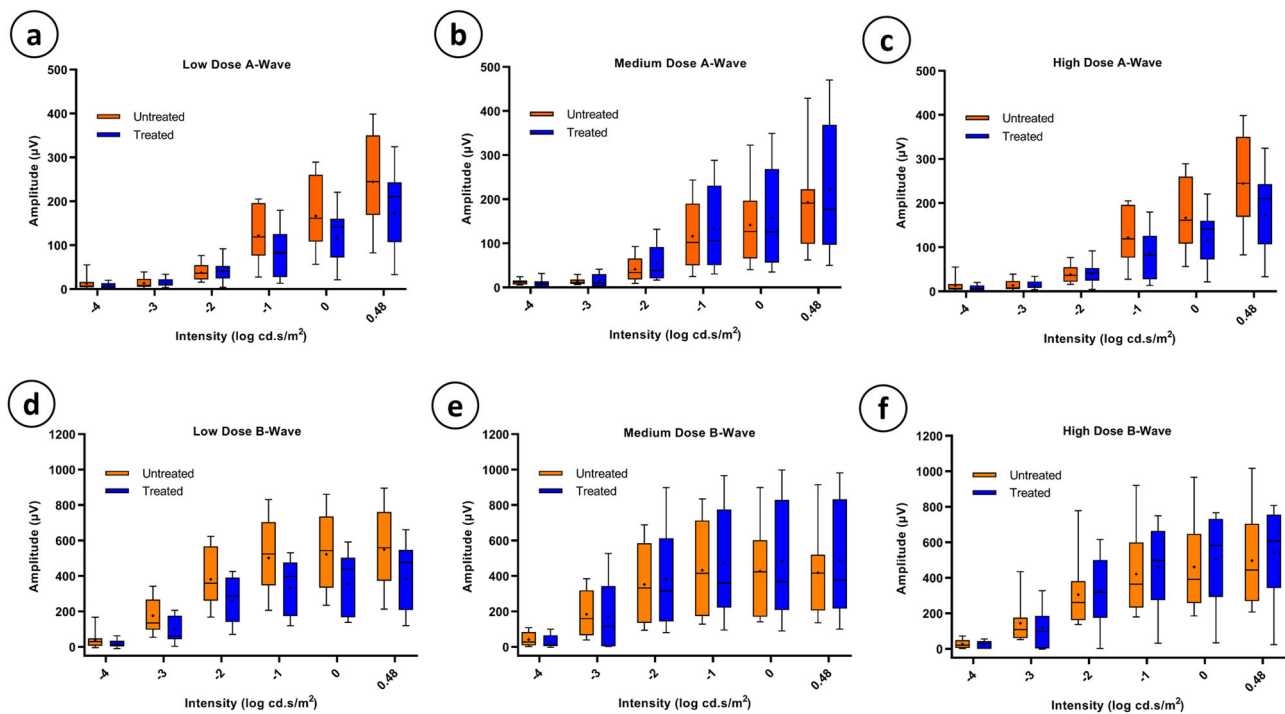 a
Low Dose A-Wave
500
400
300
200
100
0
Amplitude (µV)
Untreated
Treated
-4
-3
-2
-1
0
0.48
Intensity (log cd.s/m²)
b
Medium Dose A-Wave
500
400
300
200
100
0
Amplitude (µV)
Untreated
Treated
-4
-3
-2
-1
0
0.48
Intensity (log cd.s/m²)
c
High Dose A-Wave
500
400
300
200
100
0
Amplitude (µV)
Untreated
Treated
-4
-3
-2
-1
0
0.48
Intensity (log cd.s/m²)
d
Low Dose B-Wave
1200
1000
800
600
400
200
0
Amplitude (µV)
Untreated
Treated
-4
-3
-2
-1
0
0.48
Intensity (log cd.s/m²)
e
Medium Dose B-Wave
1200
1000
800
600
400
200
0
Amplitude (µV)
Untreated
Treated
-4
-3
-2
-1
0
0.48
Intensity (log cd.s/m²)
f
High Dose B-Wave
1200
1000
800
600
400
200
0
Amplitude (µV)
Untreated
Treated
-4
-3
-2
-1
0
0.48
Intensity (log cd.s/m²)